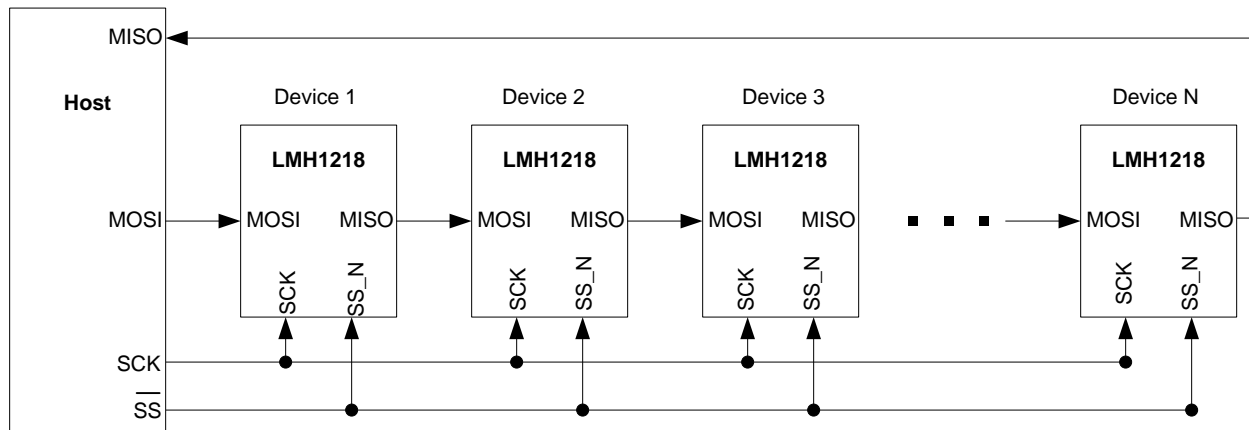 MISO
Host
Device 1
Device 2
Device 3
Device N
LMH1218
LMH1218
LMH1218
LMH1218
MOSI
MOSI
MISO
MOSI
MISO
MOSI
MISO
MOSI
MISO
SCK
SS_N
SCK
SS_N
SCK
SS_N
SCK
SS_N
SCK
SS